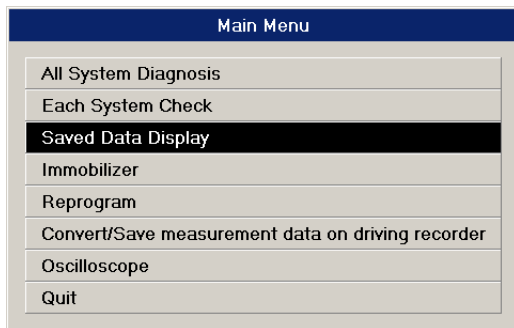 Main Menu
All System Diagnosis
Each System Check
Saved Data Display
Immobilizer
Reprogram
Convert/Save measurement data on driving recorder
Oscilloscope
Quit